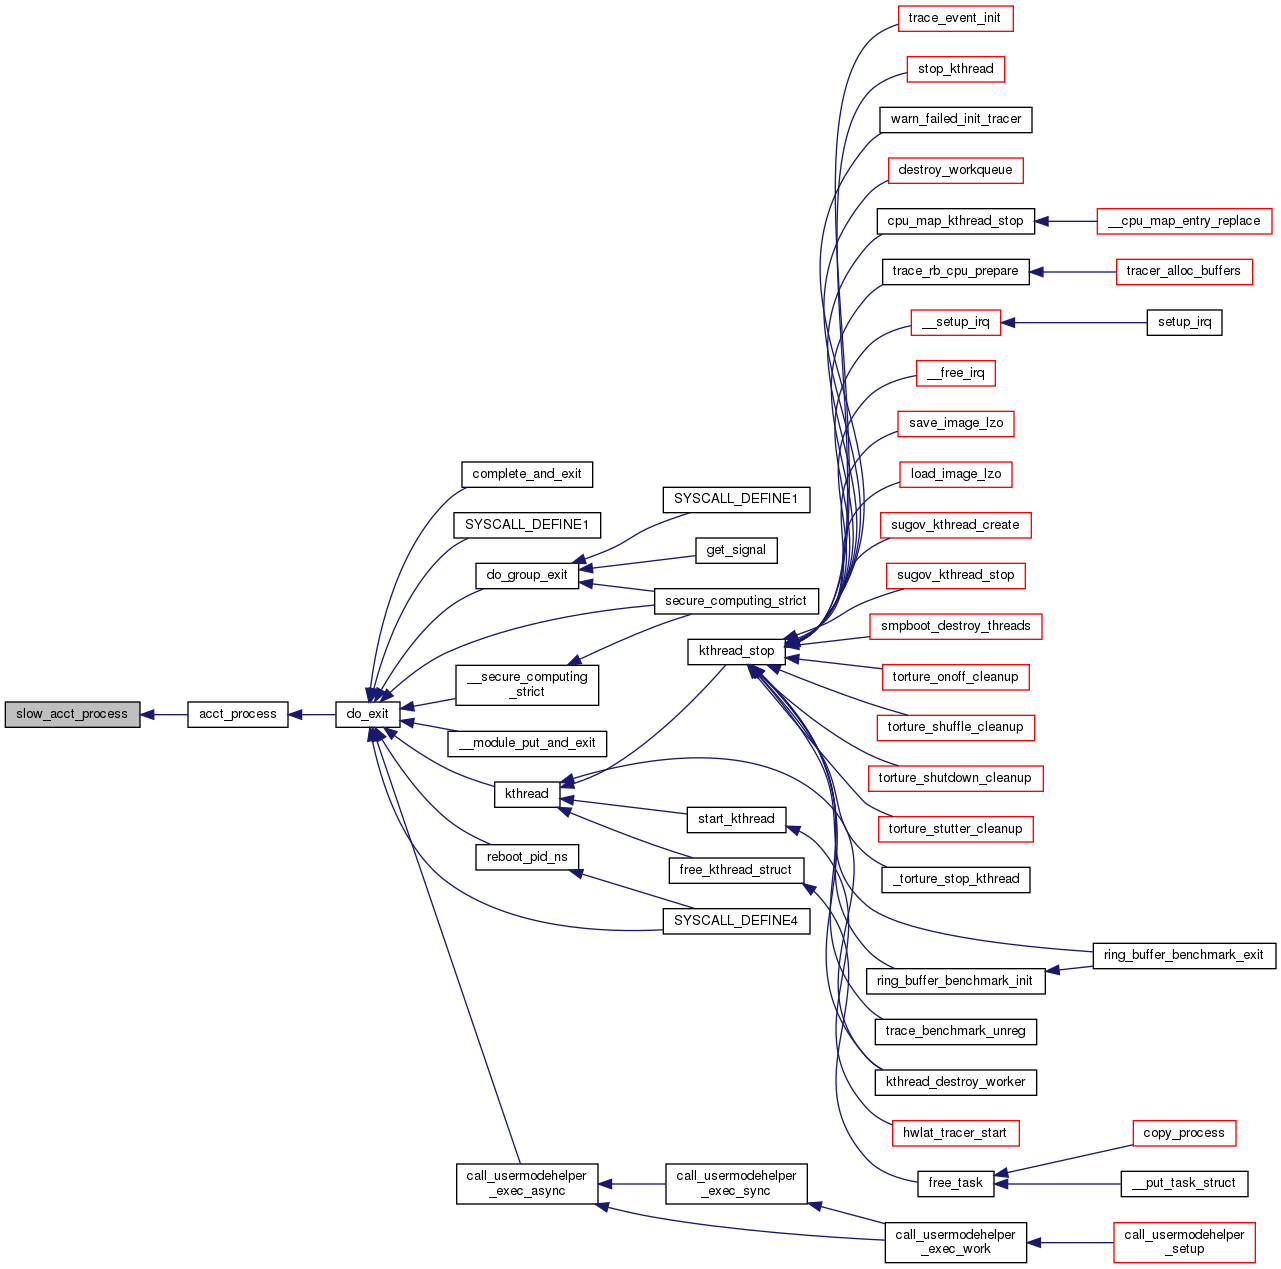 trace_event_init
stop_kthread
warn_failed_init_tracer
destroy_workqueue
cpu_map_kthread_stop
__cpu_map_entry_replace
trace_rb_cpu_prepare
tracer_alloc_buffers
__setup_irq
setup_irq
__free_irq
save_image_lzo
load_image_lzo
complete_and_exit
SYSCALL_DEFINE1
SYSCALL_DEFINE1
sugov_kthread_create
get_signal
do_group_exit
sugov_kthread_stop
secure_computing_strict
smpboot_destroy_threads
kthread_stop
__secure_computing
_strict
torture_onoff_cleanup
slow_acct_process
acct_process
do_exit
torture_shuffle_cleanup
__module_put_and_exit
torture_shutdown_cleanup
kthread
start_kthread
torture_stutter_cleanup
reboot_pid_ns
free_kthread_struct
_torture_stop_kthread
SYSCALL_DEFINE4
ring_buffer_benchmark_exit
ring_buffer_benchmark_init
trace_benchmark_unreg
kthread_destroy_worker
hwlat_tracer_start
copy_process
call_usermodehelper
_exec_async
call_usermodehelper
_exec_sync
free_task
__put_task_struct
call_usermodehelper
_exec_work
call_usermodehelper
_setup